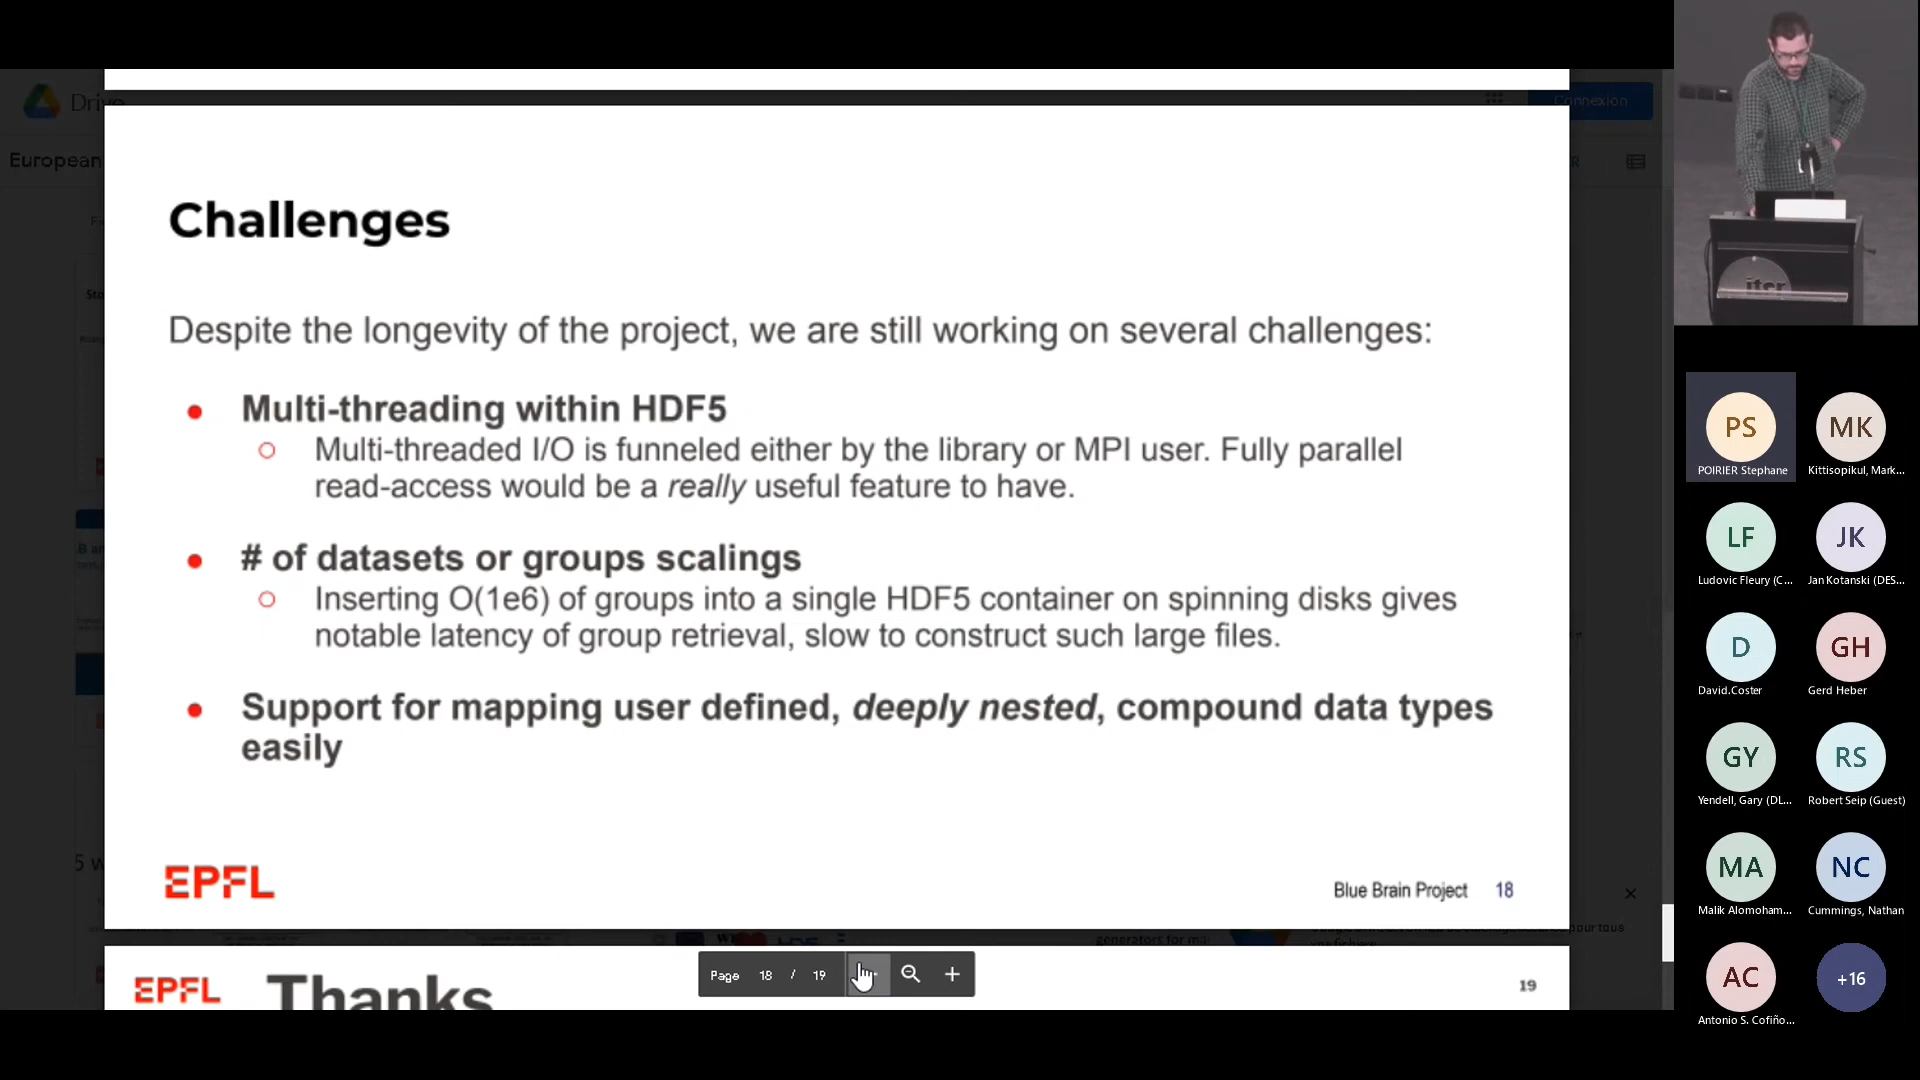 Drive
Connexion
European
Challenges
Despite the longevity of the project, we are still working on several challenges:
Multi-threading within HDF5
Multi-threaded I/O is funneled either by the library or MPI user. Fully parallel
read-access would be a really useful feature to have.
# of datasets or groups scalings
Inserting O(1e6) of groups into a single HDF5 container on spinning disks gives
notable latency of group retrieval, slow to construct such large files.
Support for mapping user defined, deeply nested, compound data types
easily
EPFL
Blue Brain Project 18
EPFL Thanks 19
Page 18 / 19
iter
PS
POIRIER Stephane
MK
Kittisopikul, Mark...
LF
Ludovic Fleury (C...
JK
Jan Kotanski (DES...
D
David.Coster
GH
Gerd Heber
GY
Yendell, Gary (DL...
RS
Robert Seip (Guest)
MA
Malik Alomoham...
NC
Cummings, Nathan
AC
Antonio S. Cofiño...
+16